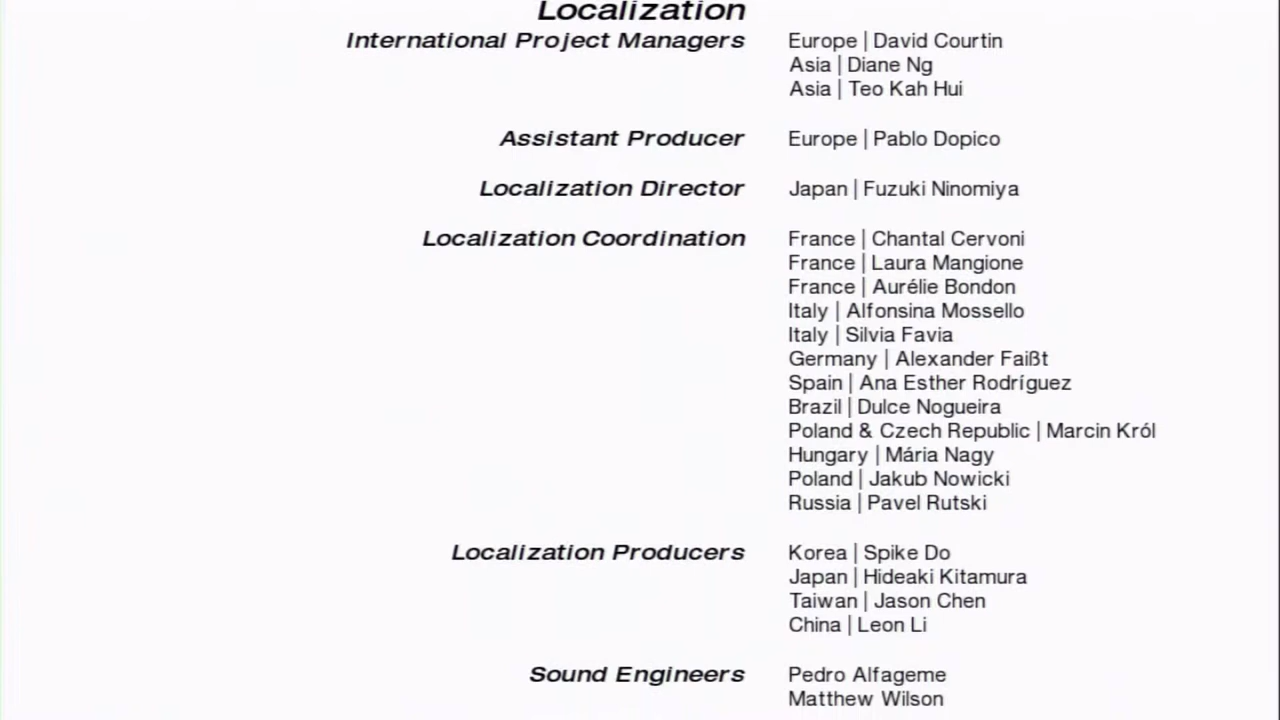 Localization
International Project Managers Europe | David Courtin
Asia | Diane Ng
Asia | Teo Kah Hui
Assistant Producer Europe | Pablo Dopico
Localization Director Japan | Fuzuki Ninomiya
Localization Coordination France | Chantal Cervoni
France | Laura Mangione
France | Aurélie Bondon
Italy | Alfonsina Mossello
Italy | Silvia Favia
Germany | Alexander Faißt
Spain | Ana Esther Rodríguez
Brazil | Dulce Nogueira
Poland & Czech Republic | Marcin Król
Hungary | Mária Nagy
Poland | Jakub Nowicki
Russia | Pavel Rutski
Localization Producers Korea | Spike Do
Japan | Hideaki Kitamura
Taiwan | Jason Chen
China | Leon Li
Sound Engineers Pedro Alfageme
Matthew Wilson